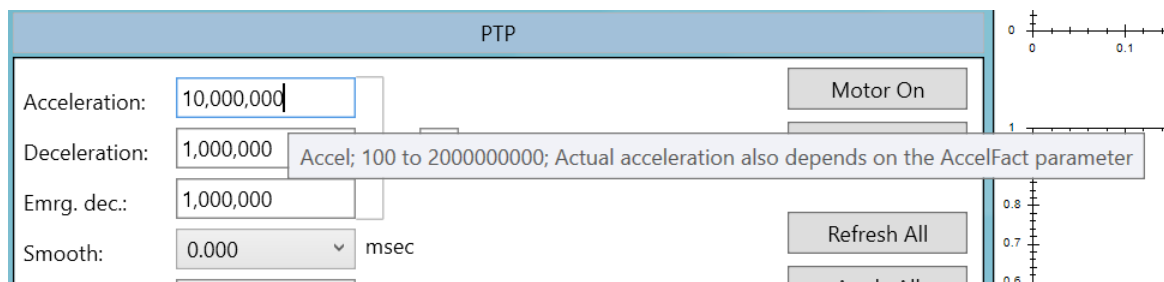 PTP
Acceleration: 10,000,000
Motor On
Deceleration: 1,000,000
Accel; 100 to 2000000000; Actual acceleration also depends on the AccelFact parameter
Emrg. dec.: 1,000,000
Smooth: 0.000 msec
Refresh All
0
0 0.1
1
0.8
0.7